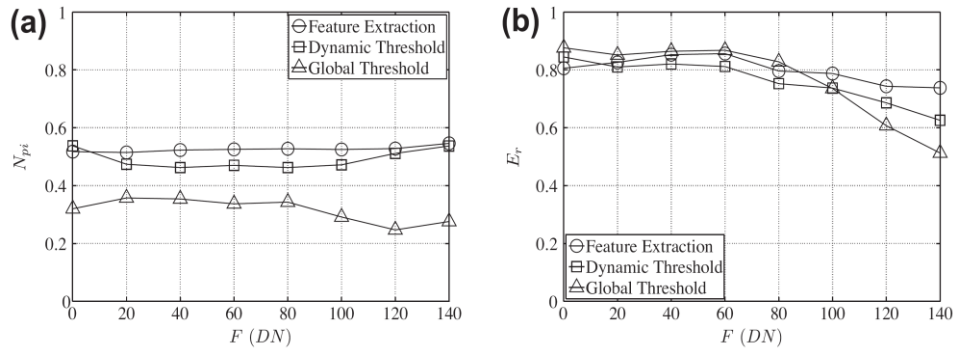 (a)
1
0.8
0.6
0.4
0.2
0
N_pi
0 20 40 60 80 100 120 140
F (DN)
Feature Extraction
Dynamic Threshold
Global Threshold
(b)
1
0.8
0.6
0.4
0.2
0
E_r
0 20 40 60 80 100 120 140
F (DN)
Feature Extraction
Dynamic Threshold
Global Threshold